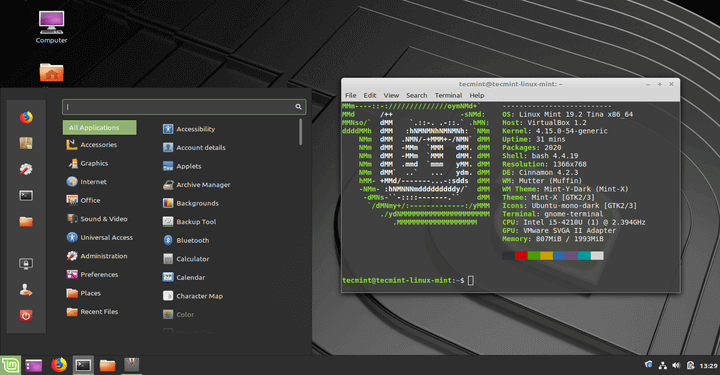 Computer
All Applications
Accessories
Graphics
Internet
Office
Sound & Video
Universal Access
Administration
Preferences
Places
Recent Files
Accessibility
Account details
Applets
Archive Manager
Backgrounds
Backup Tool
Bluetooth
Calculator
Calendar
Character Map
Color
tecmint@tecmint-linux-mint: ~
File Edit View Search Terminal Help
-------------------------
OS: Linux Mint 19.2 Tina x86_64
Host: VirtualBox 1.2
Kernel: 4.15.0-54-generic
Uptime: 31 mins
Packages: 2020
Shell: bash 4.4.19
Resolution: 1366x768
DE: Cinnamon 4.2.3
WM: Mutter (Muffin)
WM Theme: Mint-Y-Dark (Mint-X)
Theme: Mint-X [GTK2/3]
Icons: Ubuntu-mono-dark [GTK2/3]
Terminal: gnome-terminal
CPU: Intel i5-4210U (1) @ 2.394GHz
GPU: VMware SVGA II Adapter
Memory: 807MiB / 1993MiB
tecmint@tecmint-linux-mint:~$
13:29